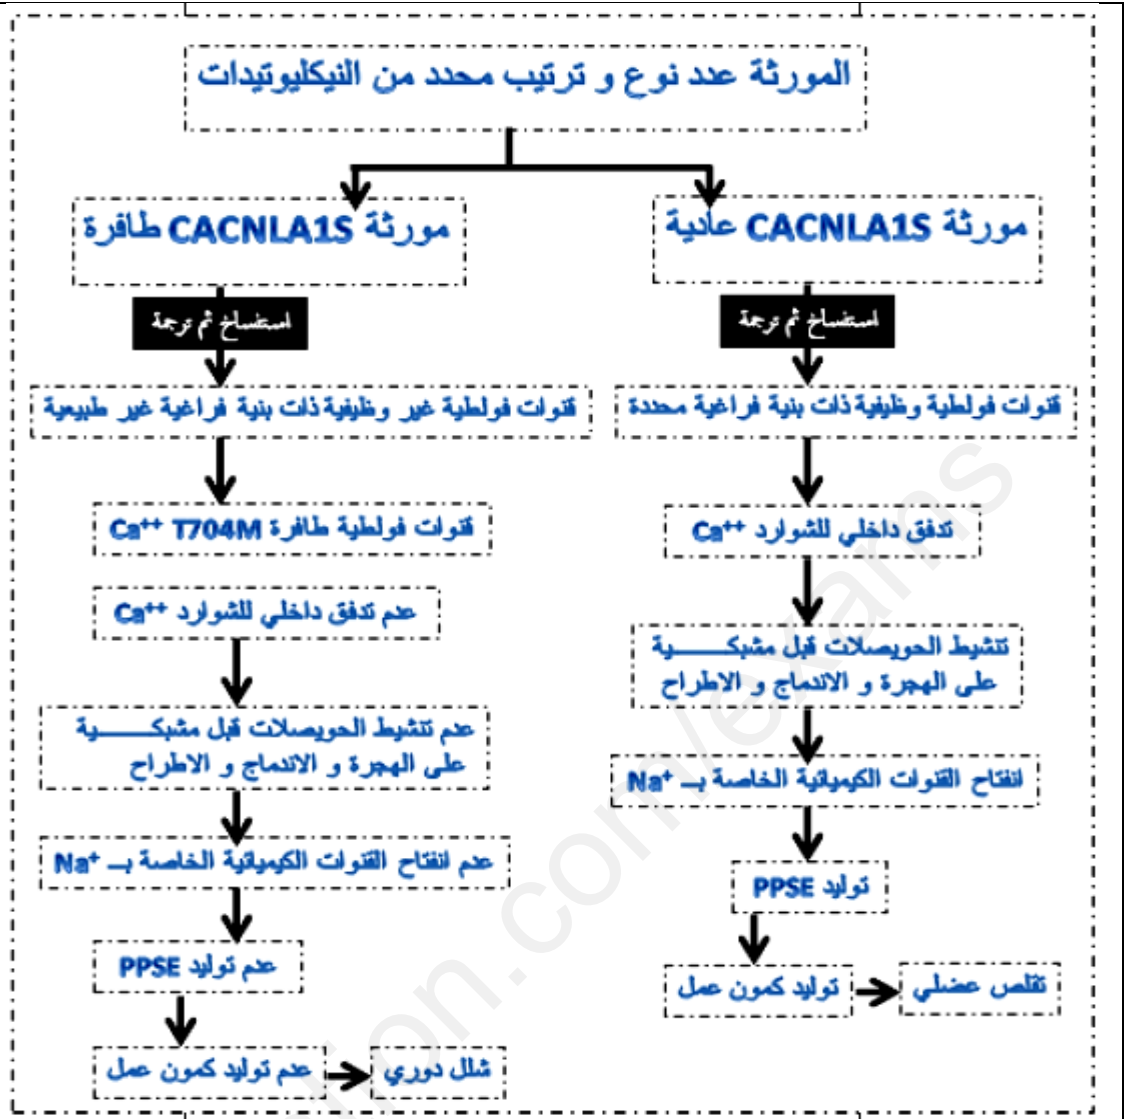 المورثة عدد نوع و ترتيب محدد من النيكليوتيدات
مورثة CACNLA1S عادية
استنساخ ثم ترجمة
قنوات فولطية وظيفية ذات بنية فراغية محددة
تدفق داخلي للشوارد Ca⁺⁺
تنشيط الحويصلات قبل مشبكـــــية
على الهجرة و الاندماج و الاطراح
انفتاح القنوات الكيميائية الخاصة بـ Na⁺
توليد PPSE
توليد كمون عمل
تقلص عضلي
مورثة CACNLA1S طافرة
استنساخ ثم ترجمة
قنوات فولطية غير وظيفية ذات بنية فراغية غير طبيعية
قنوات فولطية طافرة Ca⁺⁺ T704M
عدم تدفق داخلي للشوارد Ca⁺⁺
عدم تنشيط الحويصلات قبل مشبكـــــية
على الهجرة و الاندماج و الاطراح
عدم انفتاح القنوات الكيميائية الخاصة بـ Na⁺
عدم توليد PPSE
عدم توليد كمون عمل
شلل دوري
tion.com/exams